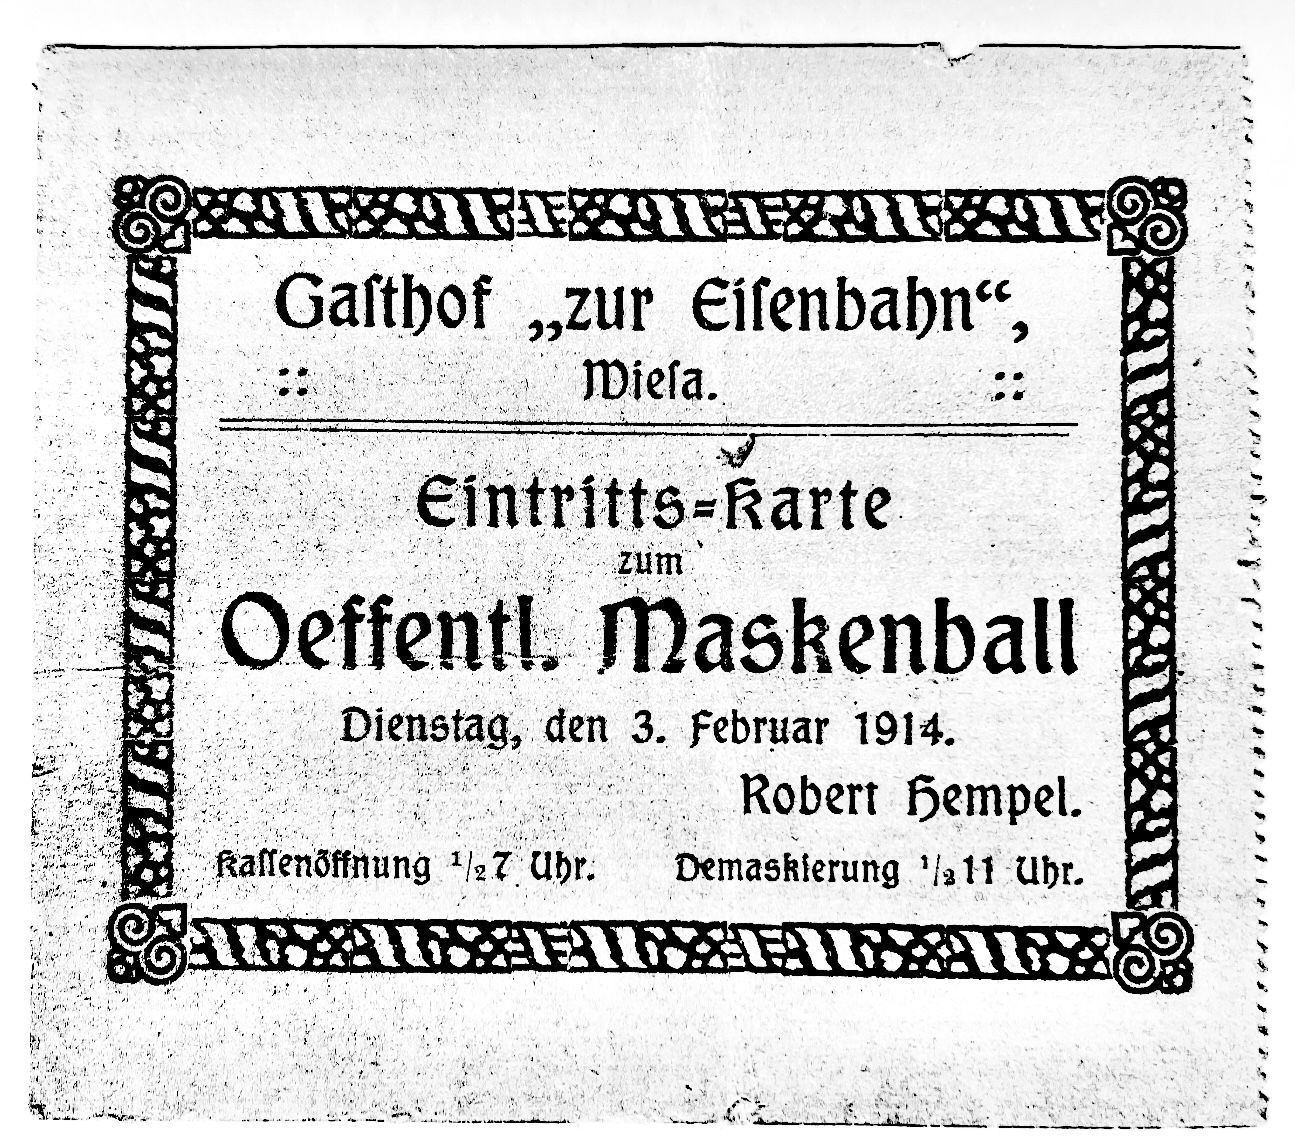 Gaſthof „zur Eiſenbahn“,
:: Wieſa. ::
Eintritts=Karte
zum
Oeffentl. Maskenball
Dienstag, den 3. Februar 1914.
Robert Hempel.
Kaſſenöffnung 1/2 7 Uhr. Demaskierung 1/2 11 Uhr.